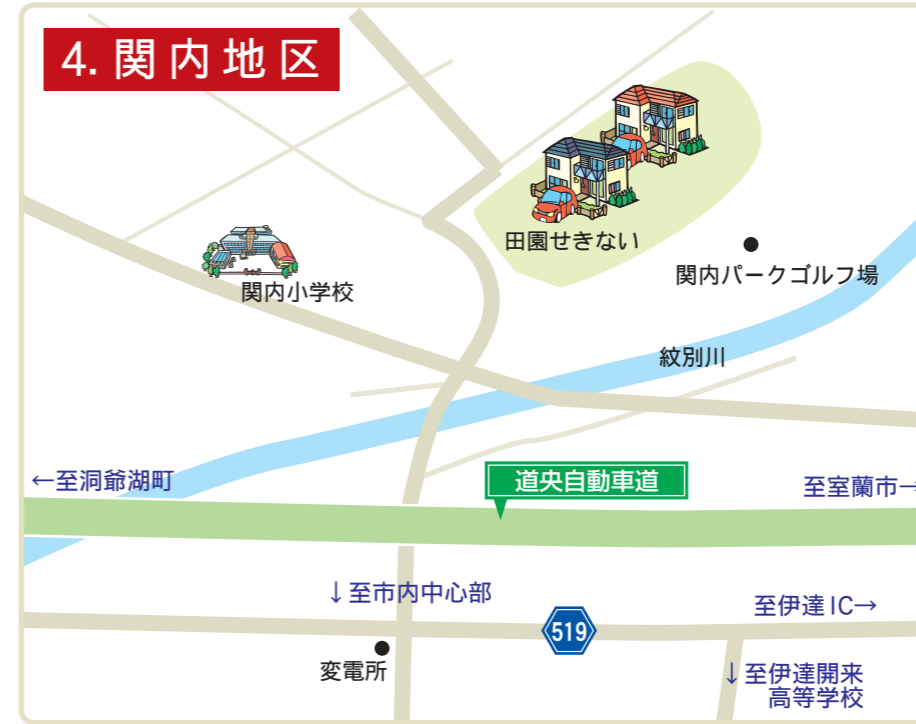 4.関内地区
田園せきない
関内パークゴルフ場
関内小学校
紋別川
←至洞爺湖町
道央自動車道
至室蘭市→
↓至市内中心部
519
至伊達IC→
変電所
↓至伊達開来
高等学校